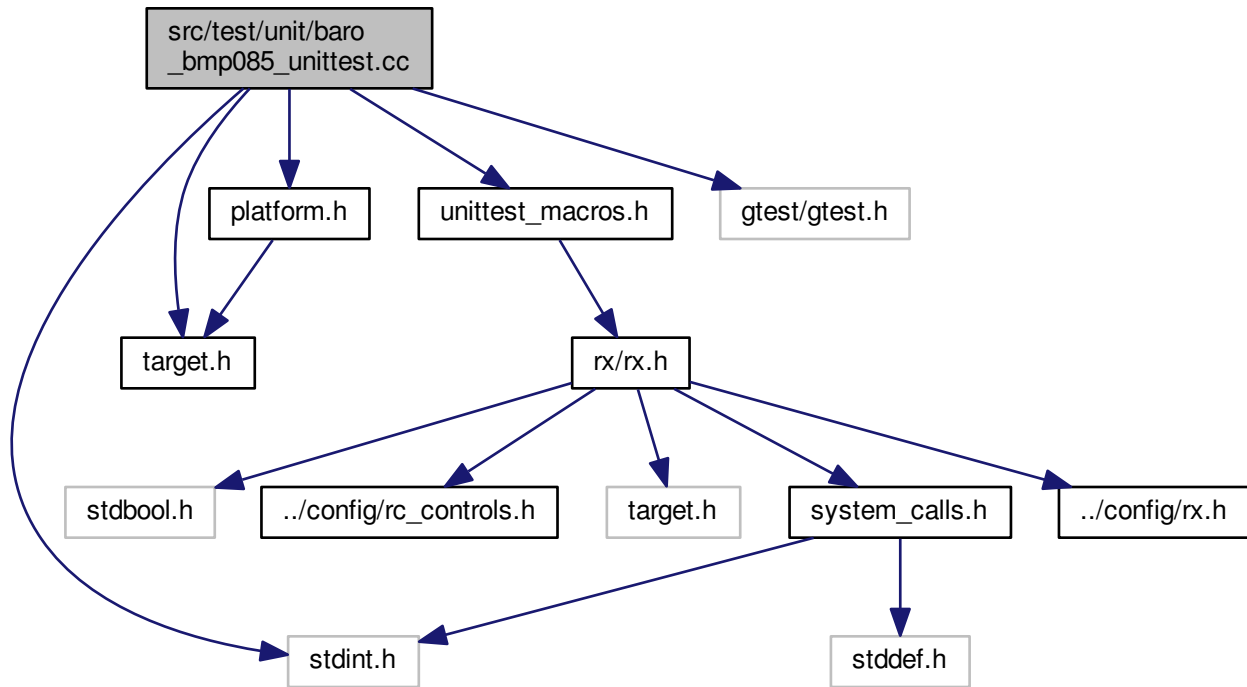 src/test/unit/baro
_bmp085_unittest.cc
platform.h
unittest_macros.h
gtest/gtest.h
target.h
rx/rx.h
stdbool.h
../config/rc_controls.h
target.h
system_calls.h
../config/rx.h
stdint.h
stddef.h